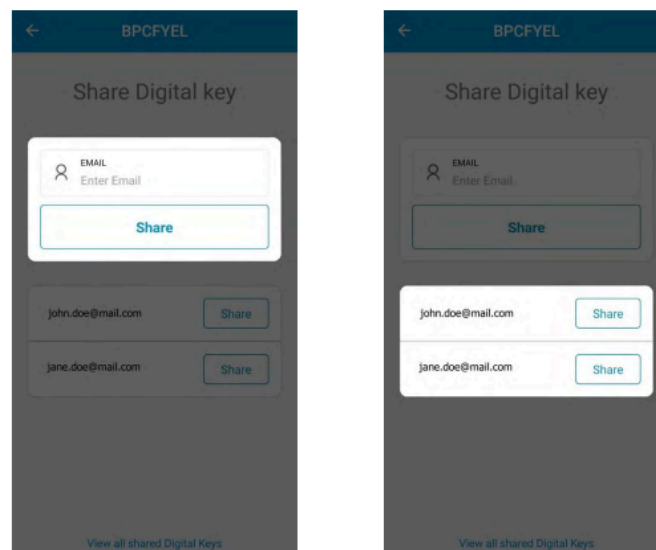 BPCFYEL
Share Digital key
EMAIL
Enter Email
Share
john.doe@mail.com
Share
jane.doe@mail.com
Share
View all shared Digital Keys
BPCFYEL
Share Digital key
EMAIL
Enter Email
Share
john.doe@mail.com
Share
jane.doe@mail.com
Share
View all shared Digital Keys